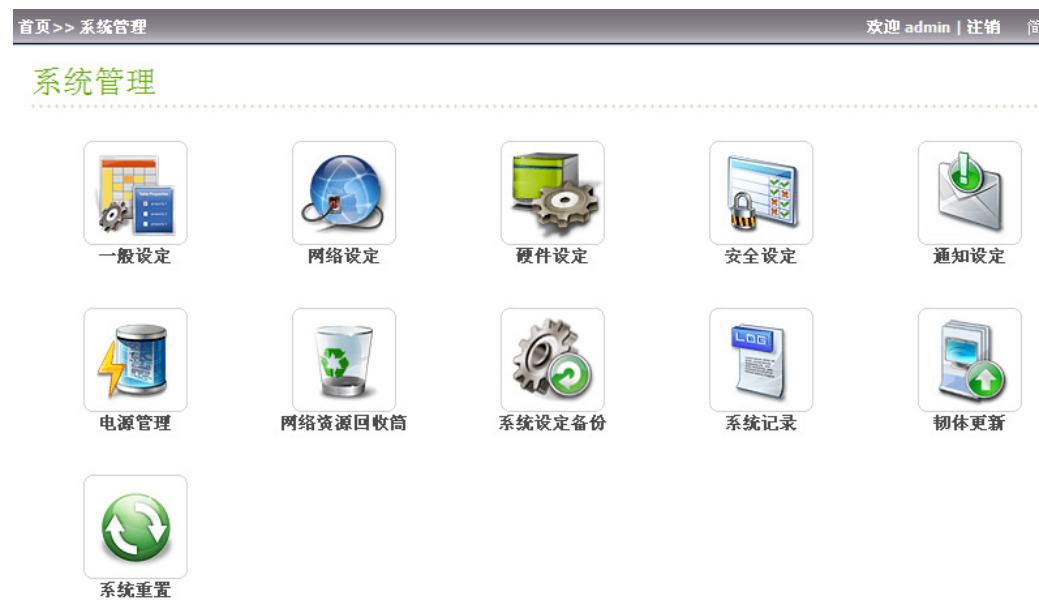 首页>> 系统管理
欢迎 admin | 注销 简
系统管理
一般设定
网络设定
硬件设定
安全设定
通知设定
电源管理
网络资源回收筒
系统设定备份
LOG
系统记录
韧体更新
系统重置